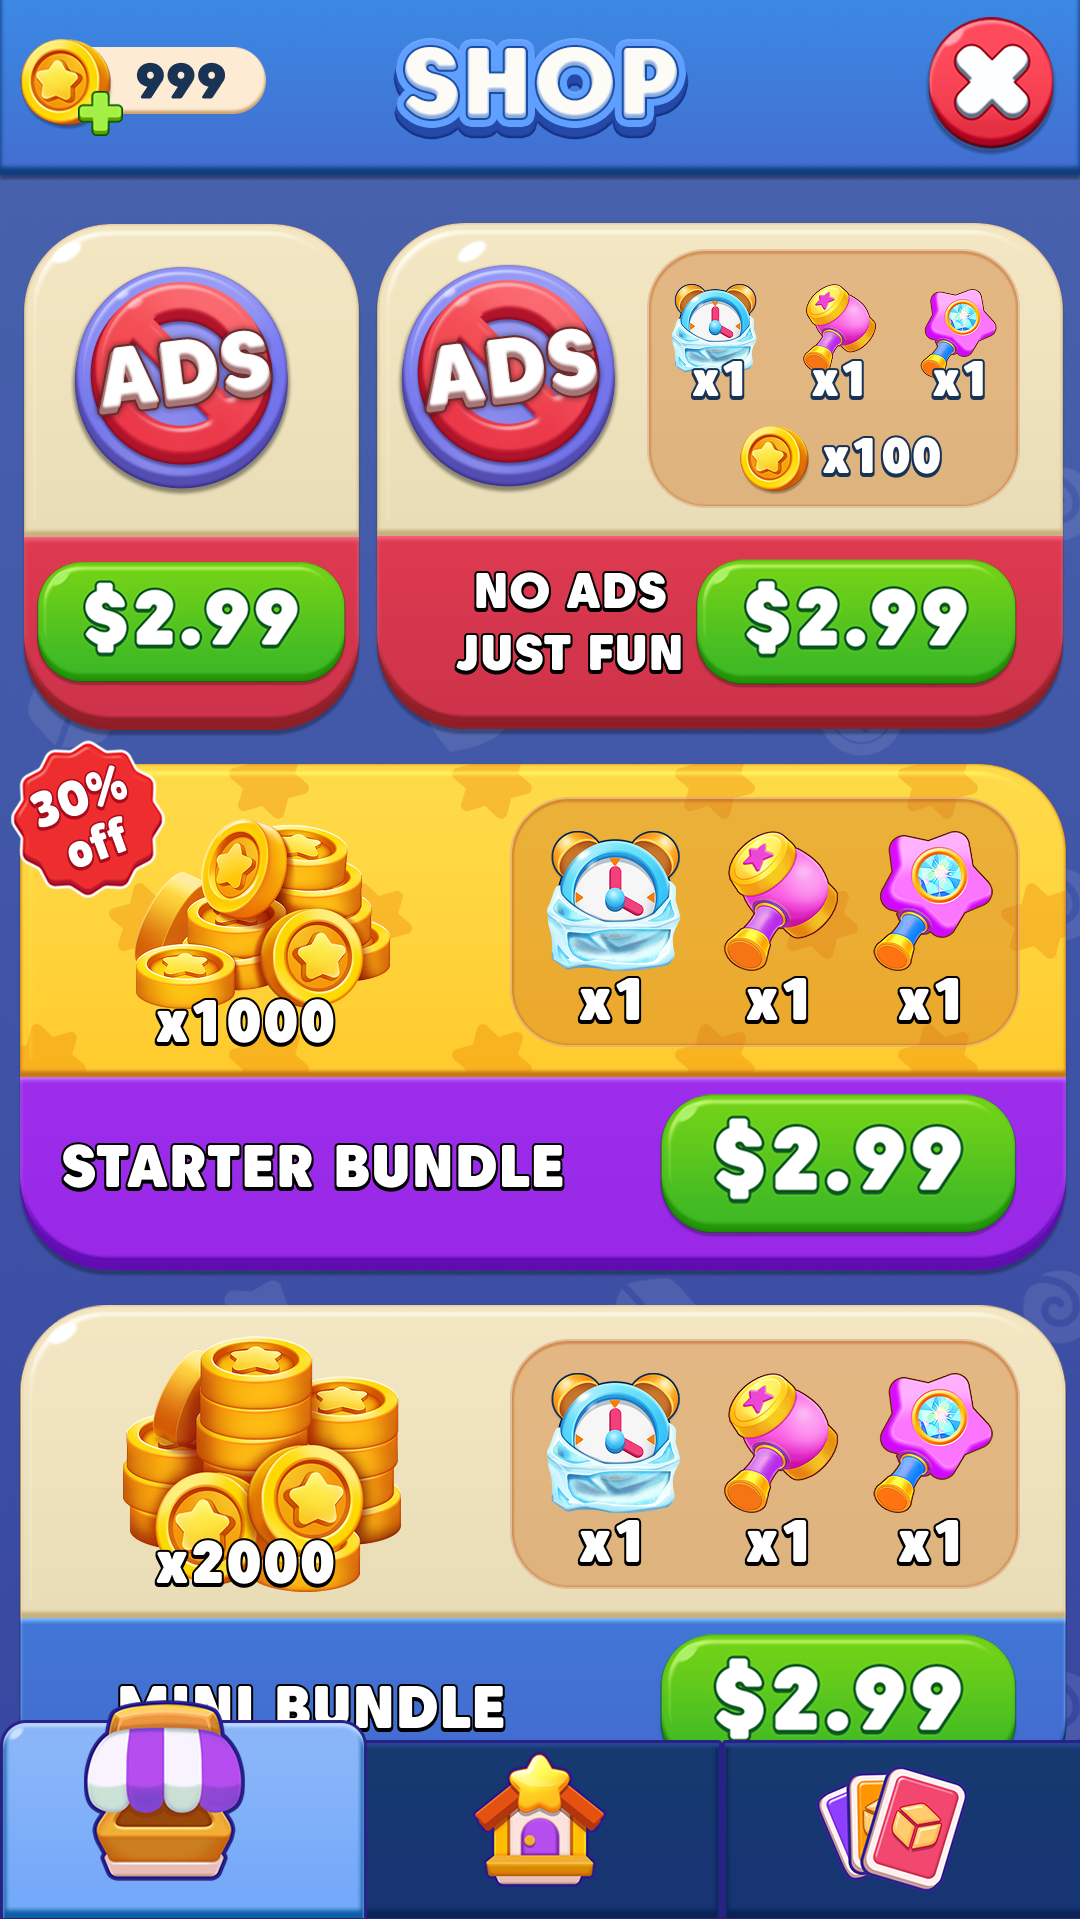 999
SHOP
ADS
$2.99
ADS
x1
x1
x1
x100
NO ADS
JUST FUN
$2.99
30%
off
x1000
x1
x1
x1
STARTER BUNDLE
$2.99
x2000
x1
x1
x1
MINI BUNDLE
$2.99